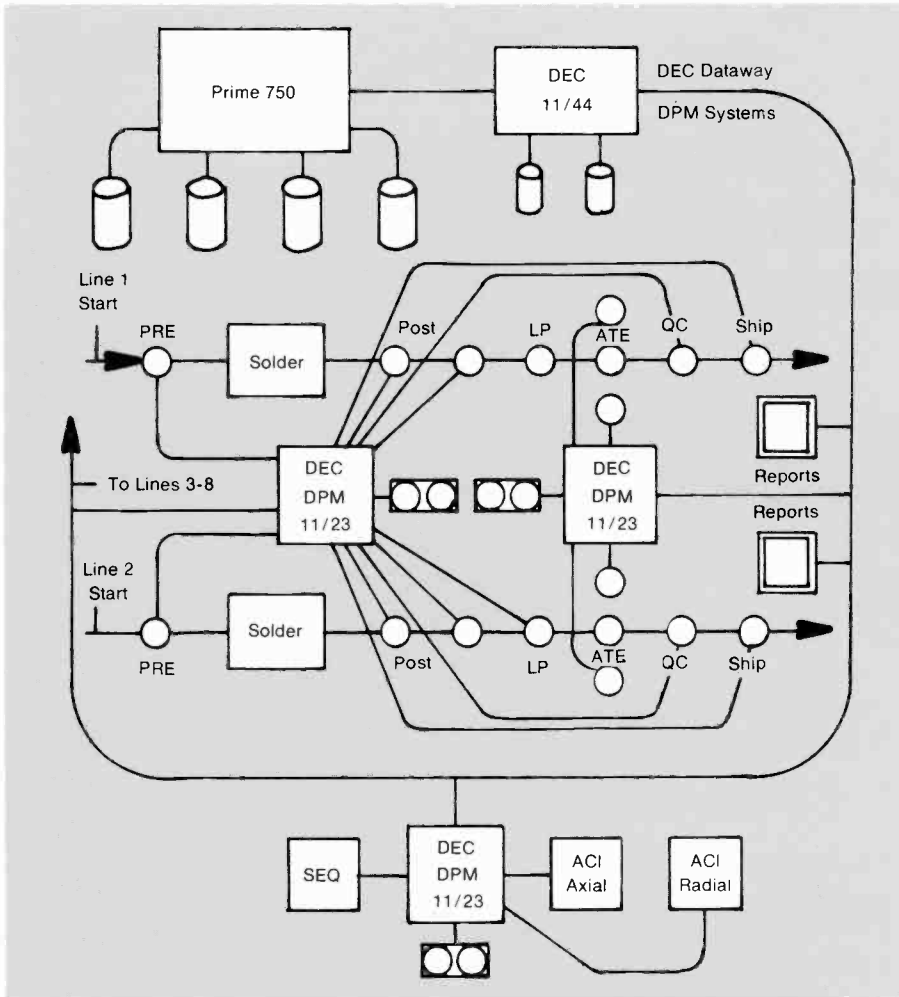 Prime 750
DEC
11/44
DEC Dataway
DPM Systems
Line 1
Start
PRE
Solder
Post
LP
ATE
QC
Ship
DEC
DPM
11/23
DEC
DPM
11/23
Reports
Reports
To Lines 3-8
Line 2
Start
PRE
Solder
Post
LP
ATE
QC
Ship
SEQ
DEC
DPM
11/23
ACI
Axial
ACI
Radial